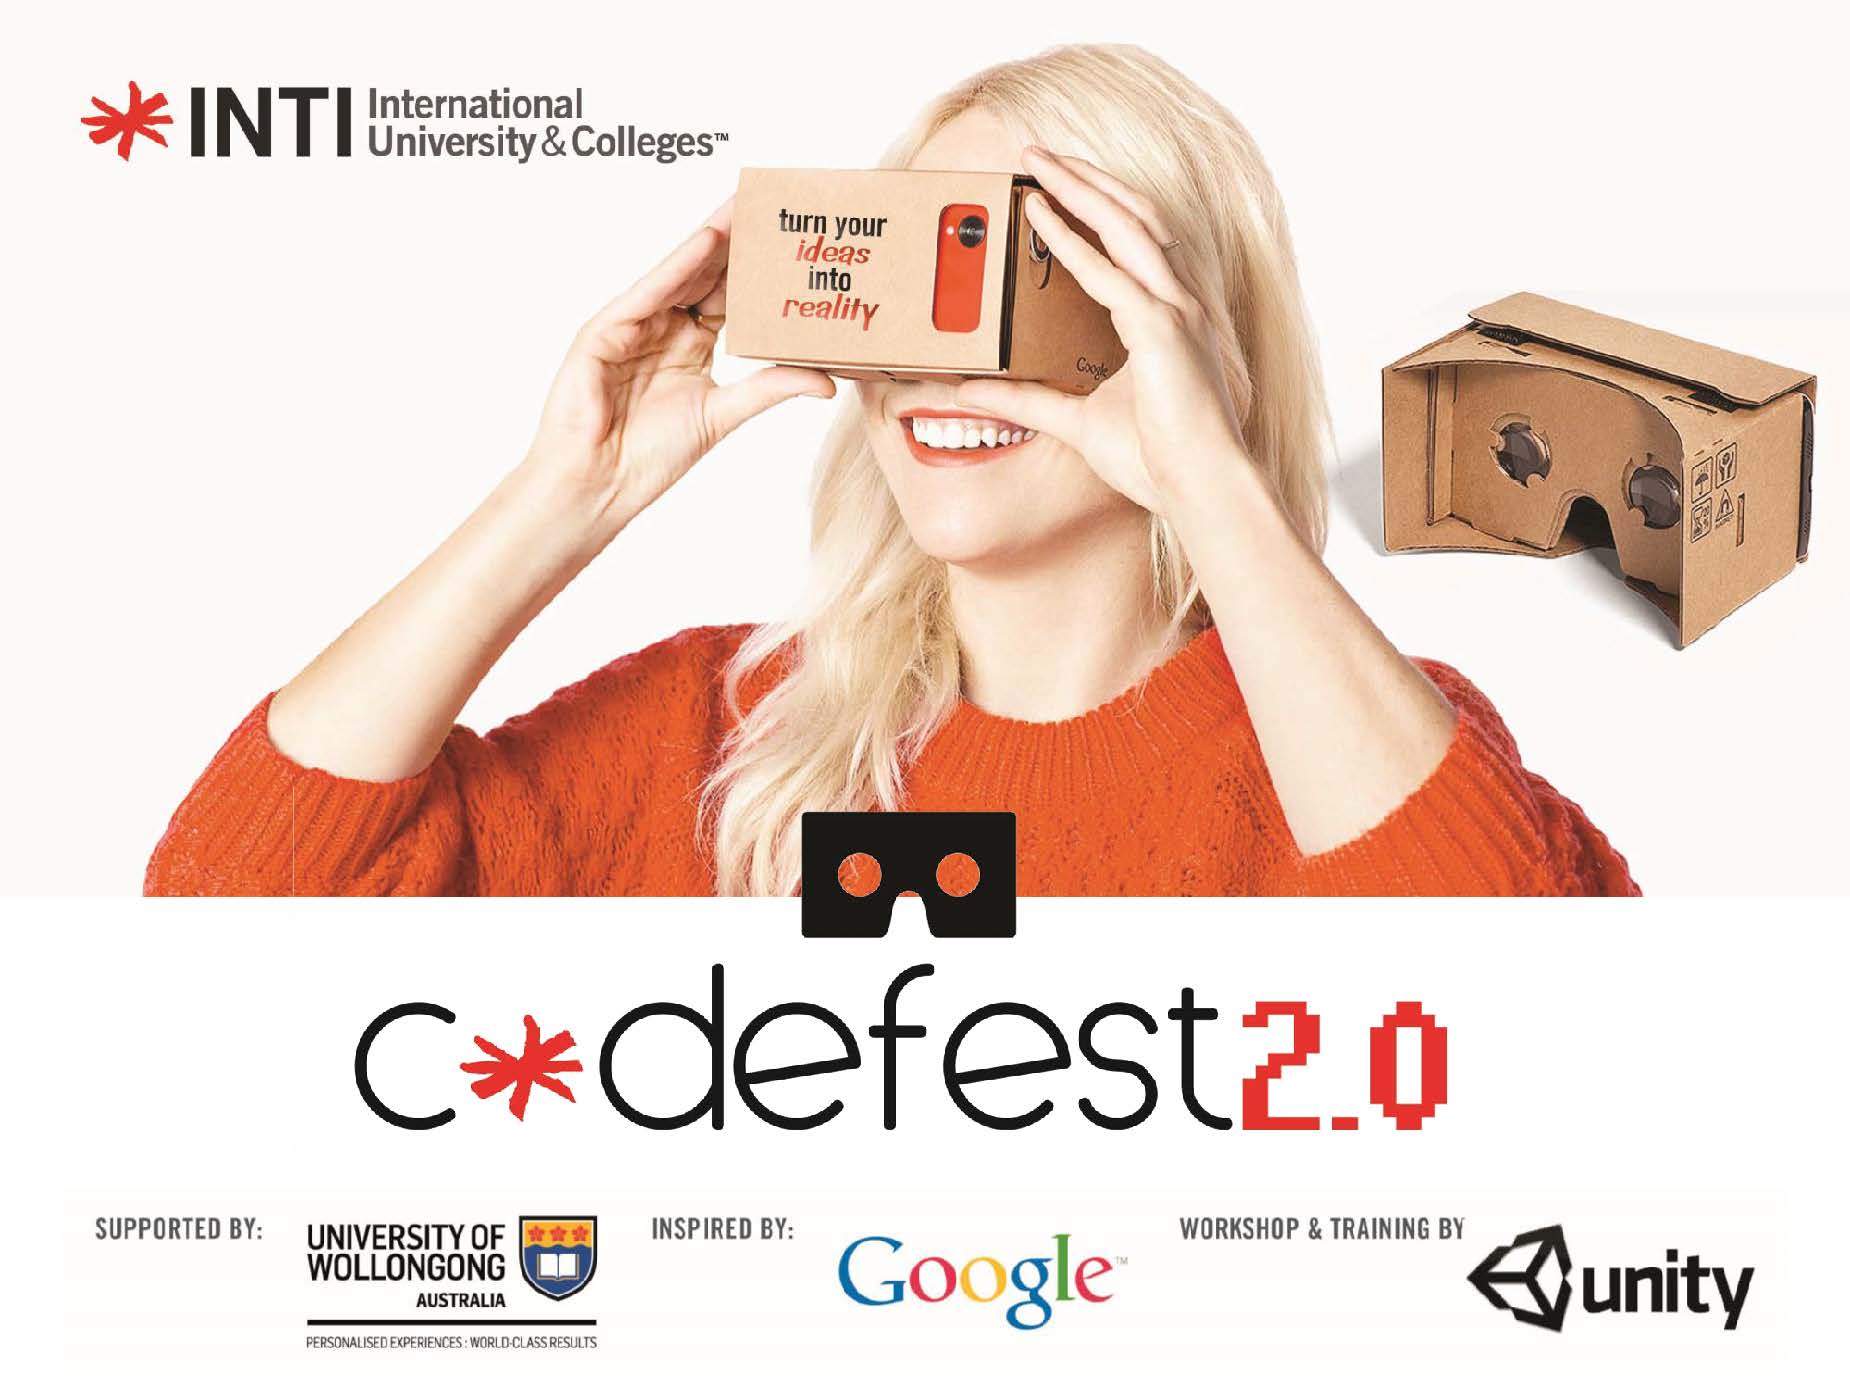 INTI International
University & Colleges™
turn your
ideas
into
reality
Google
c*defest2.0
SUPPORTED BY:
UNIVERSITY OF
WOLLONGONG
AUSTRALIA
PERSONALISED EXPERIENCES : WORLD-CLASS RESULTS
INSPIRED BY:
Google™
WORKSHOP & TRAINING BY
unity